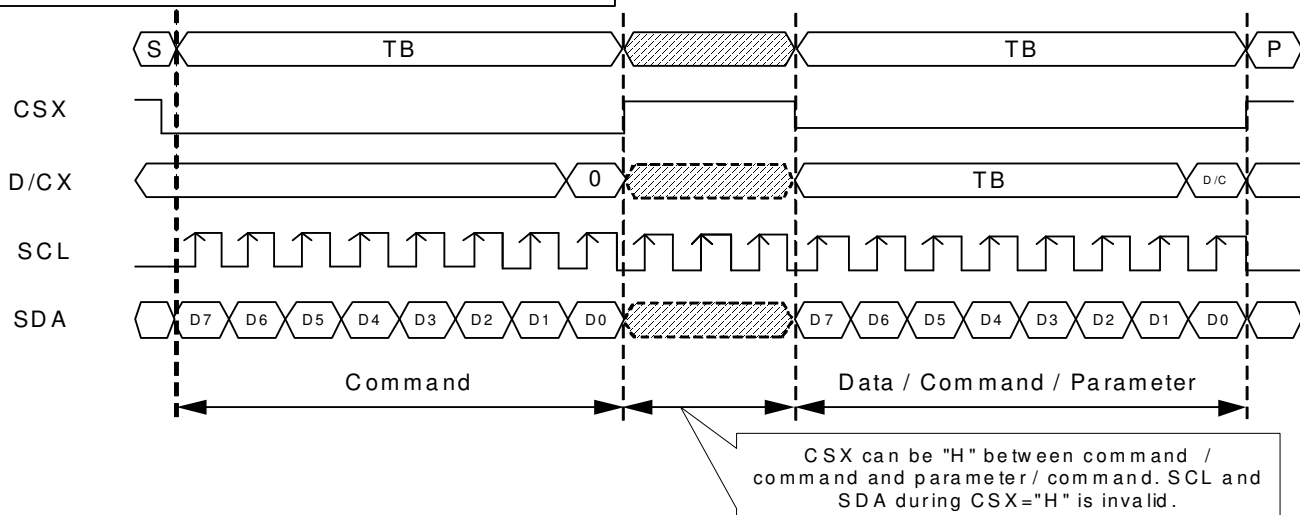 S TB TB P
CSX
D/CX 0 TB D/C
SCL
SDA D7 D6 D5 D4 D3 D2 D1 D0 D7 D6 D5 D4 D3 D2 D1 D0
Command Data / Command / Parameter
CSX can be "H" between command /
command and parameter / command. SCL and
SDA during CSX="H" is invalid.